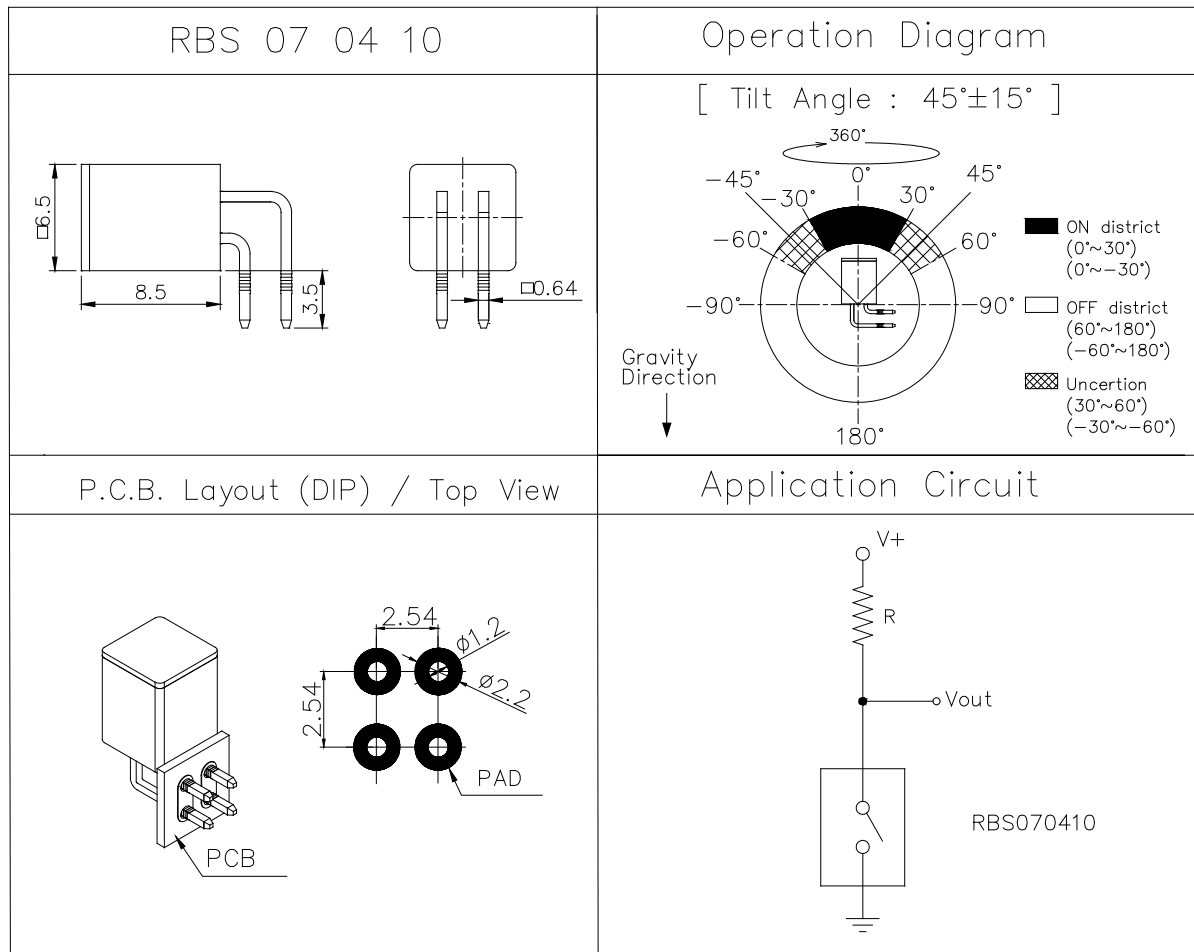 RBS 07 04 10
□6.5
8.5
3.5
□0.64
Operation Diagram
[ Tilt Angle : 45°±15° ]
360°
0°
-45°
45°
-30°
30°
-60°
60°
-90°
90°
180°
Gravity
Direction
ON district
(0°~30°)
(0°~-30°)
OFF district
(60°~180°)
(-60°~180°)
Uncertion
(30°~60°)
(-30°~-60°)
P.C.B. Layout (DIP) / Top View
2.54
ø1.2
ø2.2
2.54
PAD
PCB
Application Circuit
V+
R
Vout
RBS070410